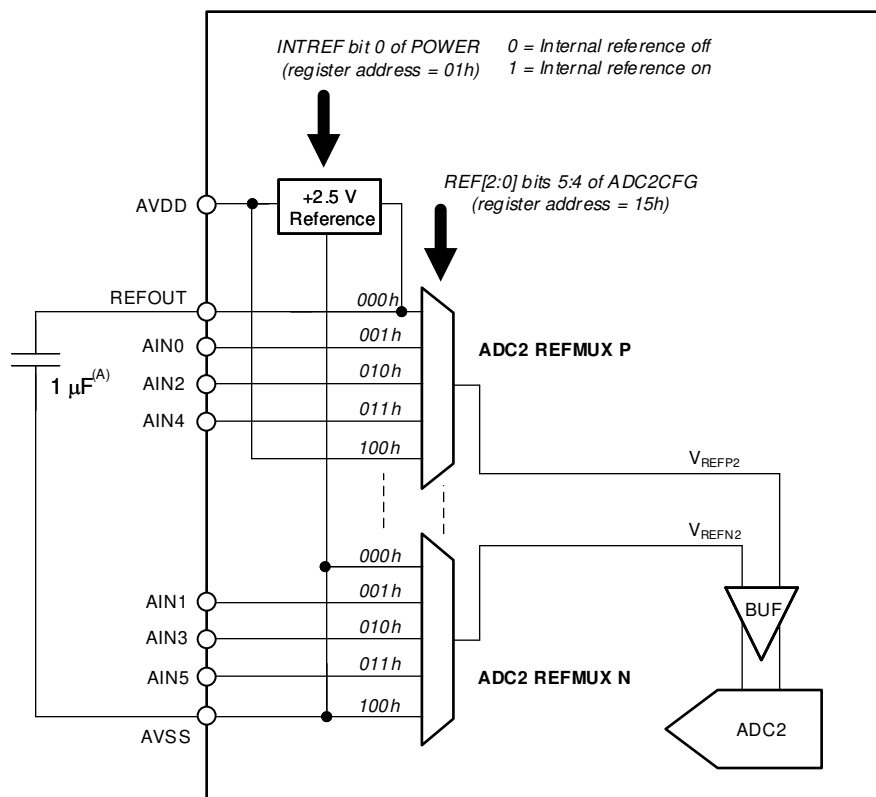 INTREF bit 0 of POWER
(register address = 01h)
0 = Internal reference off
1 = Internal reference on
REF[2:0] bits 5:4 of ADC2CFG
(register address = 15h)
AVDD
+2.5 V
Reference
REFOUT
000h
AIN0
001h
ADC2 REFMUX P
1 μF(A)
AIN2
010h
AIN4
011h
100h
VREFP2
VREFN2
000h
AIN1
001h
BUF
AIN3
010h
AIN5
011h
ADC2 REFMUX N
100h
AVSS
ADC2